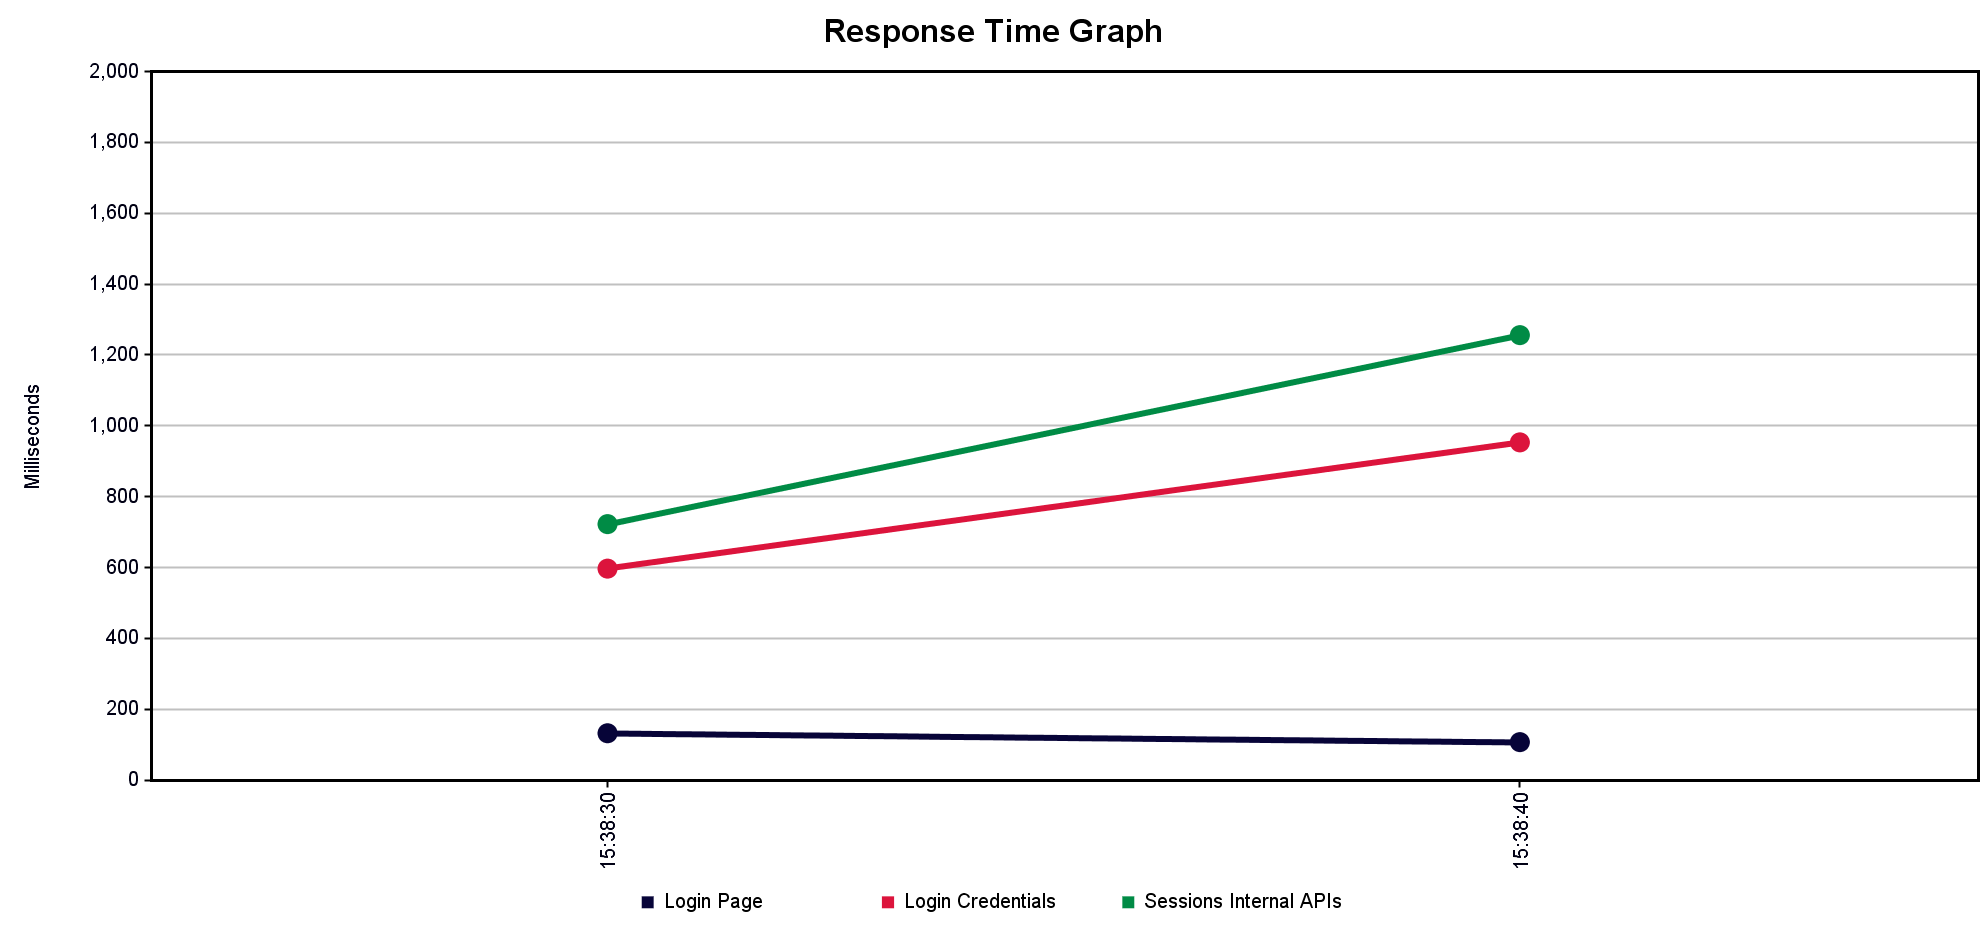 Response Time Graph
2,000
1,800
1,600
1,400
1,200
1,000
800
600
400
200
0
Milliseconds
15:38:30
15:38:40
Login Page
Login Credentials
Sessions Internal APIs